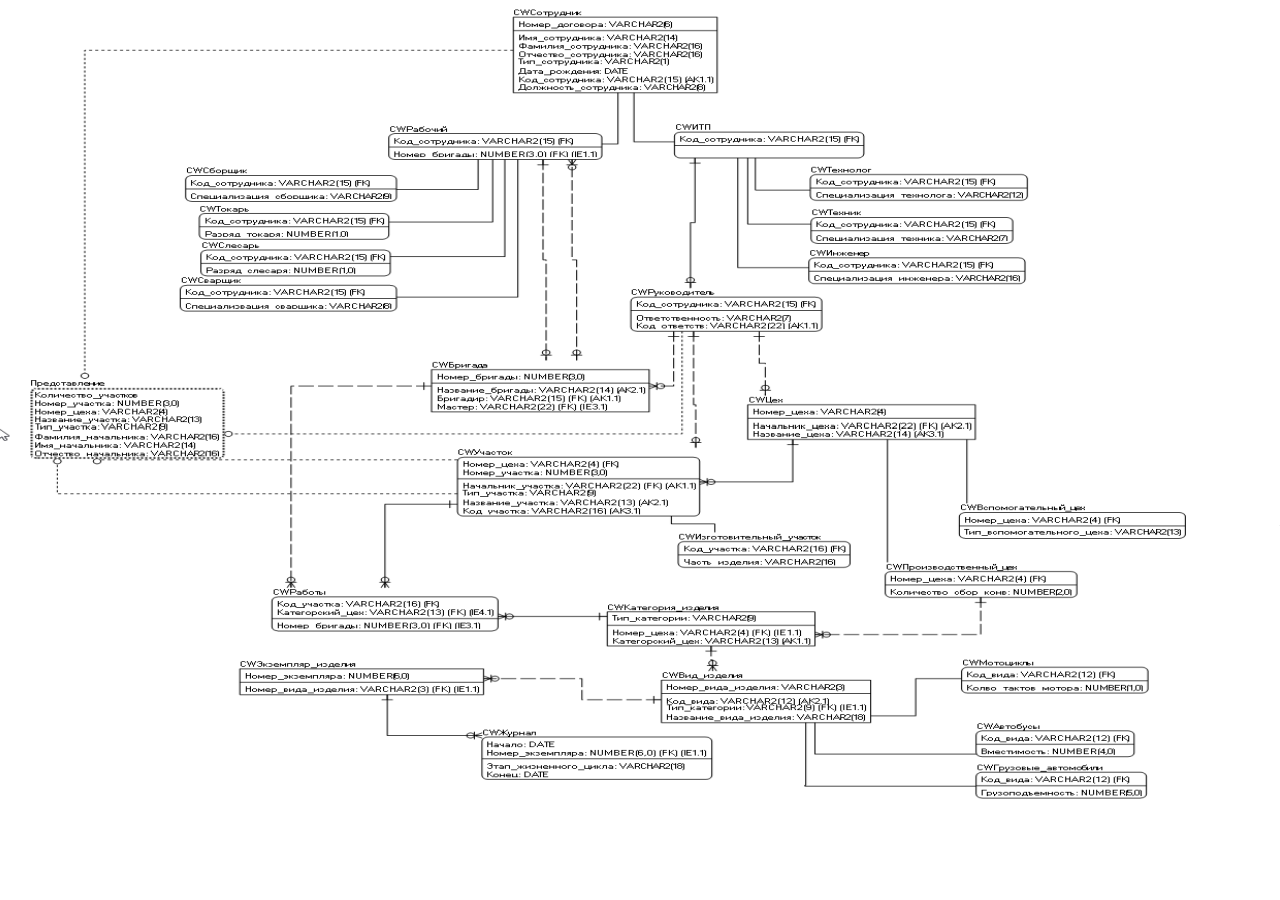 CWСотрудник
Номер_договора: VARCHAR2(6)
Имя_сотрудника: VARCHAR2(14)
Фамилия_сотрудника: VARCHAR2(16)
Отчество_сотрудника: VARCHAR2(16)
Тип_сотрудника: VARCHAR2(1)
Дата_рождения: DATE
Код_сотрудника: VARCHAR2(15) (AK1.1)
Должность_сотрудника: VARCHAR2(8)
CWРабочий
Код_сотрудника: VARCHAR2(15) (FK)
Номер_бригады: NUMBER(3,0) (FK) (IE1.1)
CWИТП
Код_сотрудника: VARCHAR2(15) (FK)
CWСборщик
Код_сотрудника: VARCHAR2(15) (FK)
Специализация_сборщика: VARCHAR2(9)
CWТокарь
Код_сотрудника: VARCHAR2(15) (FK)
Разряд_токаря: NUMBER(1,0)
CWСлесарь
Код_сотрудника: VARCHAR2(15) (FK)
Разряд_слесаря: NUMBER(1,0)
CWСварщик
Код_сотрудника: VARCHAR2(15) (FK)
Специализвация_сварщика: VARCHAR2(8)
CWТехнолог
Код_сотрудника: VARCHAR2(15) (FK)
Специализация_технолога: VARCHAR2(12)
CWТехник
Код_сотрудника: VARCHAR2(15) (FK)
Специализация_техника: VARCHAR2(7)
CWИнженер
Код_сотрудника: VARCHAR2(15) (FK)
Специализация_инженера: VARCHAR2(16)
CWРуководитель
Код_сотрудника: VARCHAR2(15) (FK)
Ответственность: VARCHAR2(7)
Код_ответств: VARCHAR2(22) (AK1.1)
CWБригада
Номер_бригады: NUMBER(3,0)
Название_бригады: VARCHAR2(14) (AK2.1)
Бригадир: VARCHAR2(15) (FK) (AK1.1)
Мастер: VARCHAR2(22) (FK) (IE3.1)
Представление
Количество_участков
Номер_участка: NUMBER(3,0)
Номер_цеха: VARCHAR2(4)
Название_участка: VARCHAR2(13)
Тип_участка: VARCHAR2(9)
Фамилия_начальника: VARCHAR2(16)
Имя_начальника: VARCHAR2(14)
Отчество_начальника: VARCHAR2(16)
CWЦех
Номер_цеха: VARCHAR2(4)
Начальник_цеха: VARCHAR2(22) (FK) (AK2.1)
Название_цеха: VARCHAR2(14) (AK3.1)
CWУчасток
Номер_цеха: VARCHAR2(4) (FK)
Номер_участка: NUMBER(3,0)
Начальник_участка: VARCHAR2(22) (FK) (AK1.1)
Тип_участка: VARCHAR2(9)
Название_участка: VARCHAR2(13) (AK2.1)
Код_участка: VARCHAR2(16) (AK3.1)
CWВспомогательный_цех
Номер_цеха: VARCHAR2(4) (FK)
Тип_вспомогательного_цеха: VARCHAR2(13)
CWИзготовительный_участок
Код_участка: VARCHAR2(16) (FK)
Часть_изделия: VARCHAR2(16)
CWПроизводственный_цех
Номер_цеха: VARCHAR2(4) (FK)
Количество_сбор_конв: NUMBER(2,0)
CWРаботы
Код_участка: VARCHAR2(16) (FK)
Категорский_цех: VARCHAR2(13) (FK) (IE4.1)
Номер_бригады: NUMBER(3,0) (FK) (IE3.1)
CWКатегория_изделия
Тип_категории: VARCHAR2(9)
Номер_цеха: VARCHAR2(4) (FK) (IE1.1)
Категорский_цех: VARCHAR2(13) (AK1.1)
CWЭкземпляр_изделия
Номер_экземпляра: NUMBER(6,0)
Номер_вида_изделия: VARCHAR2(3) (FK) (IE1.1)
CWВид_изделия
Номер_вида_изделия: VARCHAR2(3)
Код_вида: VARCHAR2(12) (AK2.1)
Тип_категории: VARCHAR2(9) (FK) (IE1.1)
Название_вида_изделия: VARCHAR2(18)
CWМотоциклы
Код_вида: VARCHAR2(12) (FK)
Колво_тактов_мотора: NUMBER(1,0)
CWЖурнал
Начало: DATE
Номер_экземпляра: NUMBER(6,0) (FK) (IE1.1)
Этап_жизненного_цикла: VARCHAR2(18)
Конец: DATE
CWАвтобусы
Код_вида: VARCHAR2(12) (FK)
Вместимость: NUMBER(4,0)
CWГрузовые_автомобили
Код_вида: VARCHAR2(12) (FK)
Грузоподъемность: NUMBER(5,0)